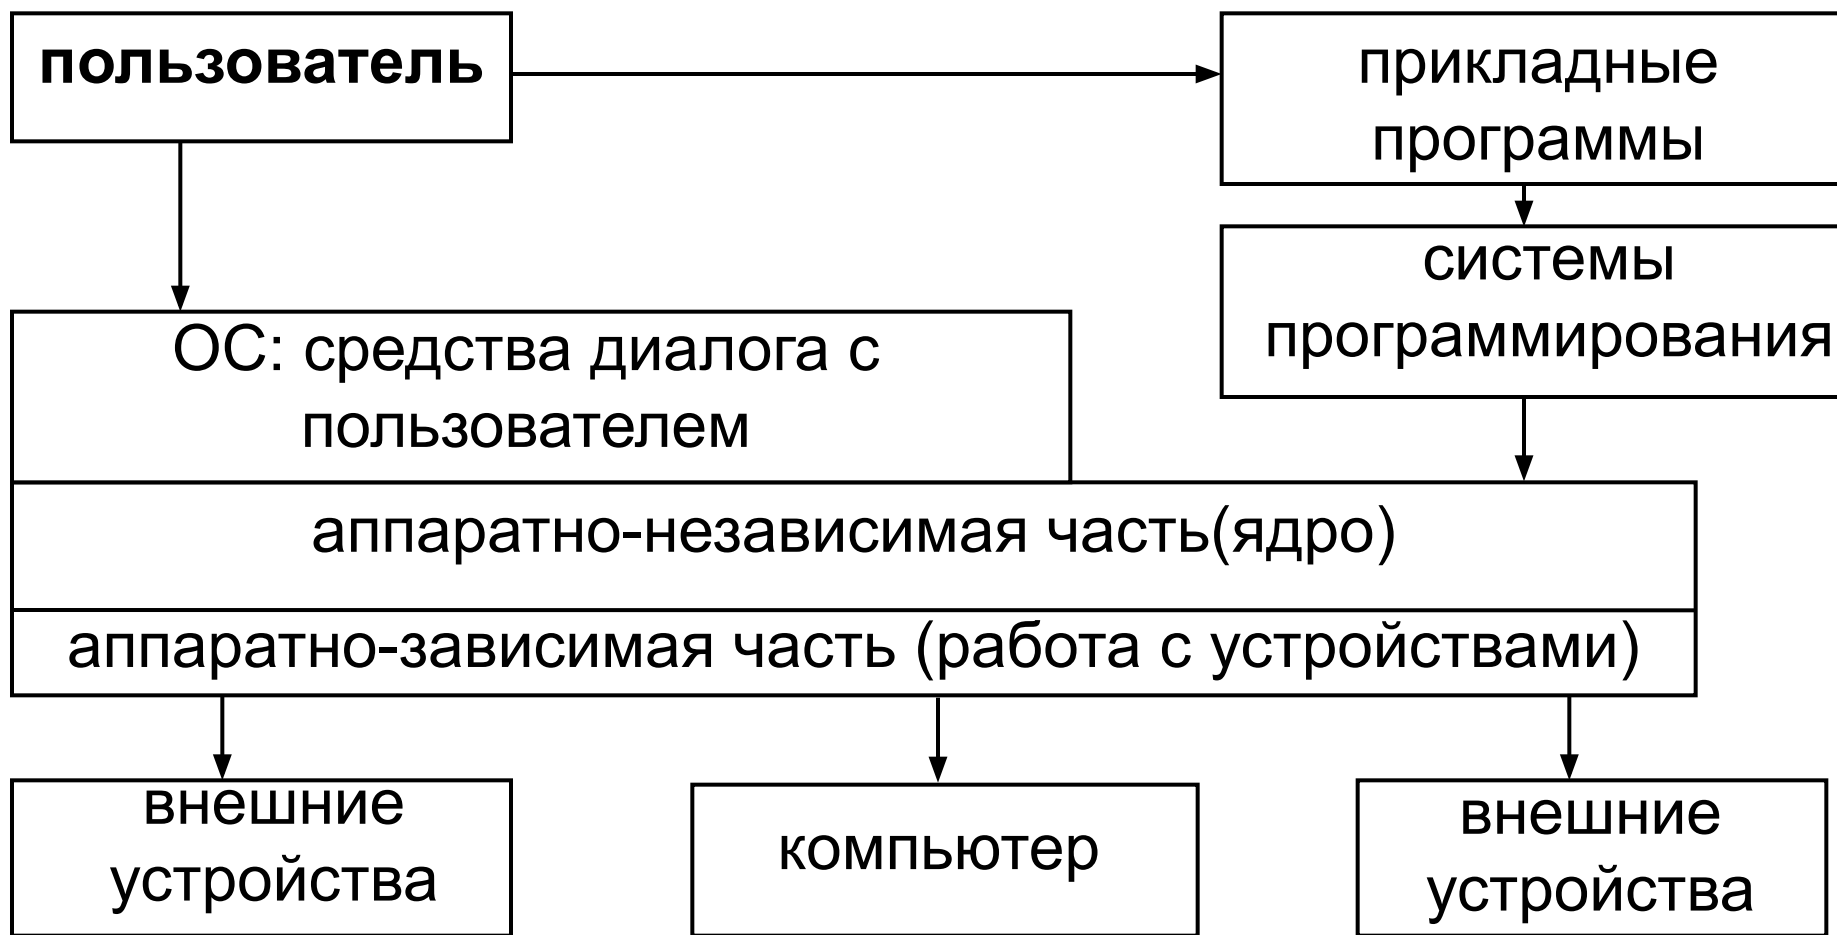 пользователь
прикладные
программы
системы
программирования
ОС: средства диалога с
пользователем
аппаратно-независимая часть(ядро)
аппаратно-зависимая часть (работа с устройствами)
внешние
устройства
компьютер
внешние
устройства